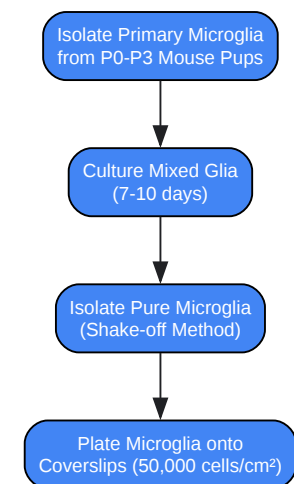 Isolate Primary Microglia
from P0-P3 Mouse Pups
Culture Mixed Glia
(7-10 days)
Isolate Pure Microglia
(Shake-off Method)
Plate Microglia onto
Coverslips (50,000 cells/cm²)